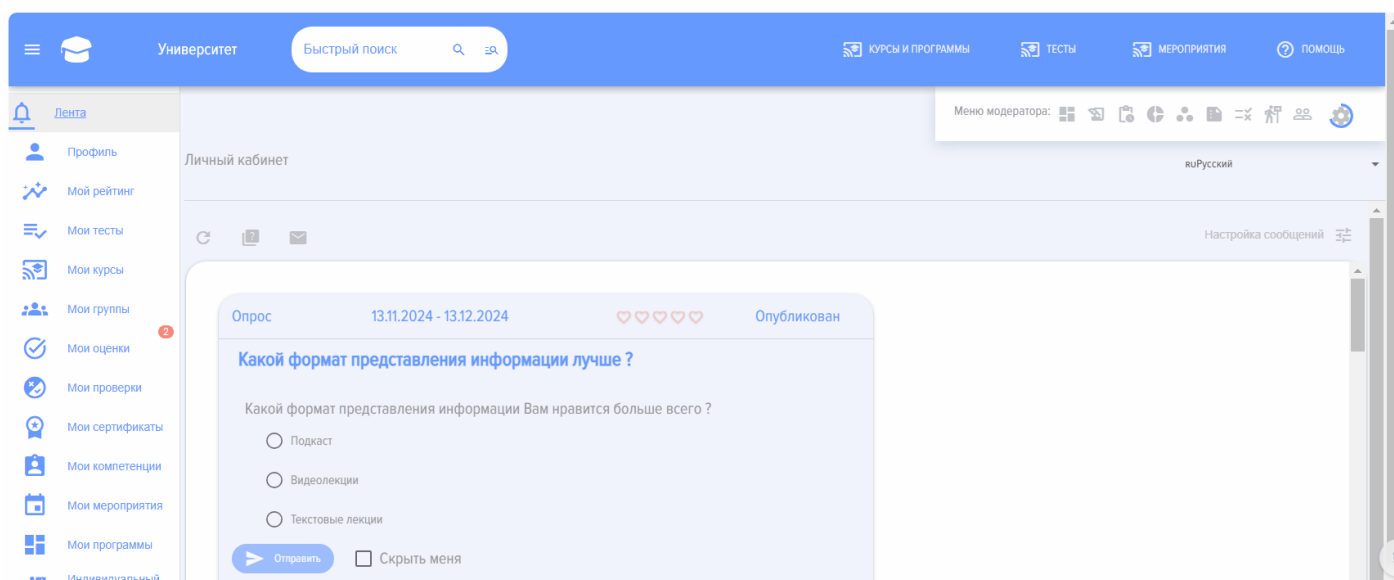 Университет
Быстрый поиск
КУРСЫ И ПРОГРАММЫ
ТЕСТЫ
МЕРОПРИЯТИЯ
ПОМОЩЬ
Меню модератора:
Лента
Профиль
Мой рейтинг
Мои тесты
Мои курсы
Мои группы
2
Мои оценки
Мои проверки
Мои сертификаты
Мои компетенции
Мои мероприятия
Мои программы
Индивидуальный
Личный кабинет
RUРусский
Настройка сообщений
Опрос 13.11.2024 - 13.12.2024 Опубликован
Какой формат представления информации лучше ?
Какой формат представления информации Вам нравится больше всего ?
Подкаст
Видеолекции
Текстовые лекции
Отправить Скрыть меня